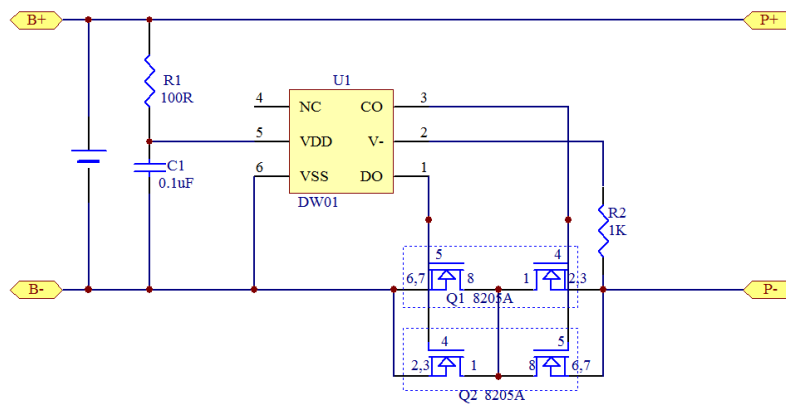 B+ P+
R1
100R
U1
4 NC CO 3
5 VDD V- 2
6 VSS DO 1
DW01
C1
0.1uF
R2
1K
5 4
6,7 8 1 2,3
B- P-
Q1 8205A
4 5
2,3 1 8 6,7
Q2 8205A